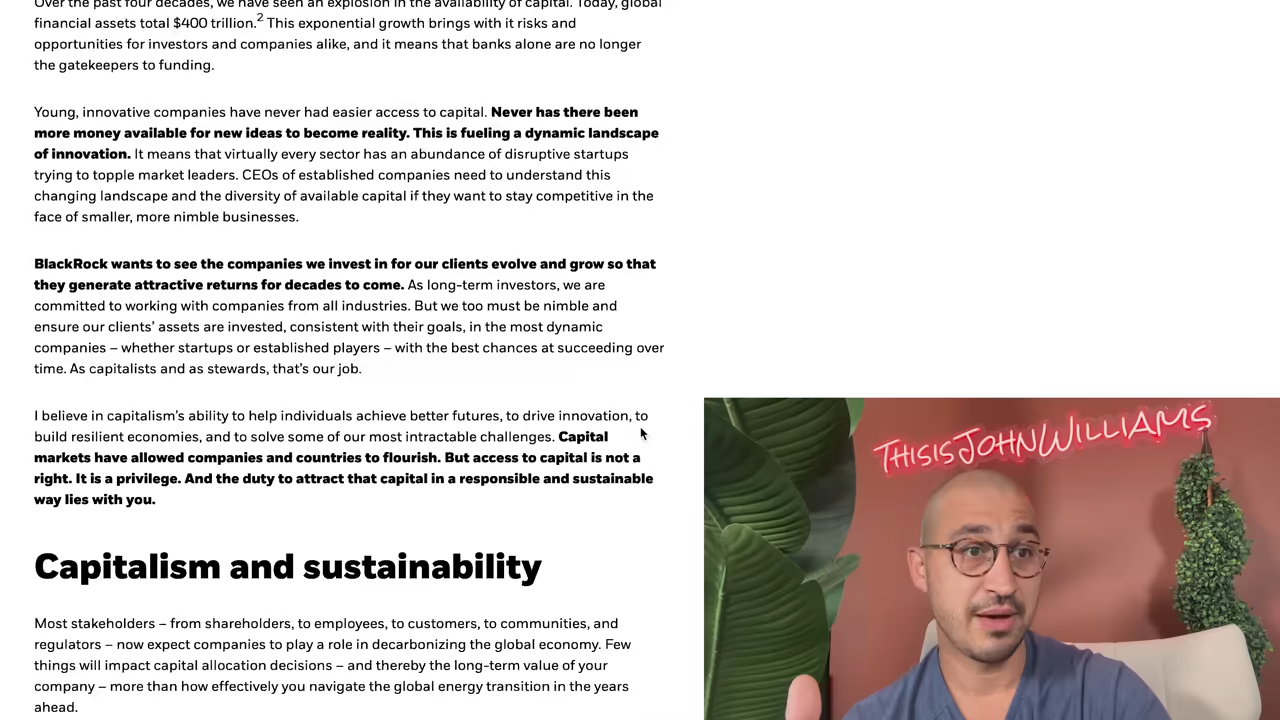 Over the past four decades, we have seen an explosion in the availability of capital. Today, global
financial assets total $400 trillion.2 This exponential growth brings with it risks and
opportunities for investors and companies alike, and it means that banks alone are no longer
the gatekeepers to funding.
Young, innovative companies have never had easier access to capital. Never has there been
more money available for new ideas to become reality. This is fueling a dynamic landscape
of innovation. It means that virtually every sector has an abundance of disruptive startups
trying to topple market leaders. CEOs of established companies need to understand this
changing landscape and the diversity of available capital if they want to stay competitive in the
face of smaller, more nimble businesses.
BlackRock wants to see the companies we invest in for our clients evolve and grow so that
they generate attractive returns for decades to come. As long-term investors, we are
committed to working with companies from all industries. But we too must be nimble and
ensure our clients’ assets are invested, consistent with their goals, in the most dynamic
companies – whether startups or established players – with the best chances at succeeding over
time. As capitalists and as stewards, that’s our job.
I believe in capitalism’s ability to help individuals achieve better futures, to drive innovation, to
build resilient economies, and to solve some of our most intractable challenges. Capital
markets have allowed companies and countries to flourish. But access to capital is not a
right. It is a privilege. And the duty to attract that capital in a responsible and sustainable
way lies with you.
Capitalism and sustainability
Most stakeholders – from shareholders, to employees, to customers, to communities, and
regulators – now expect companies to play a role in decarbonizing the global economy. Few
things will impact capital allocation decisions – and thereby the long-term value of your
company – more than how effectively you navigate the global energy transition in the years
ahead.
THISISJOHNWILLIAMS